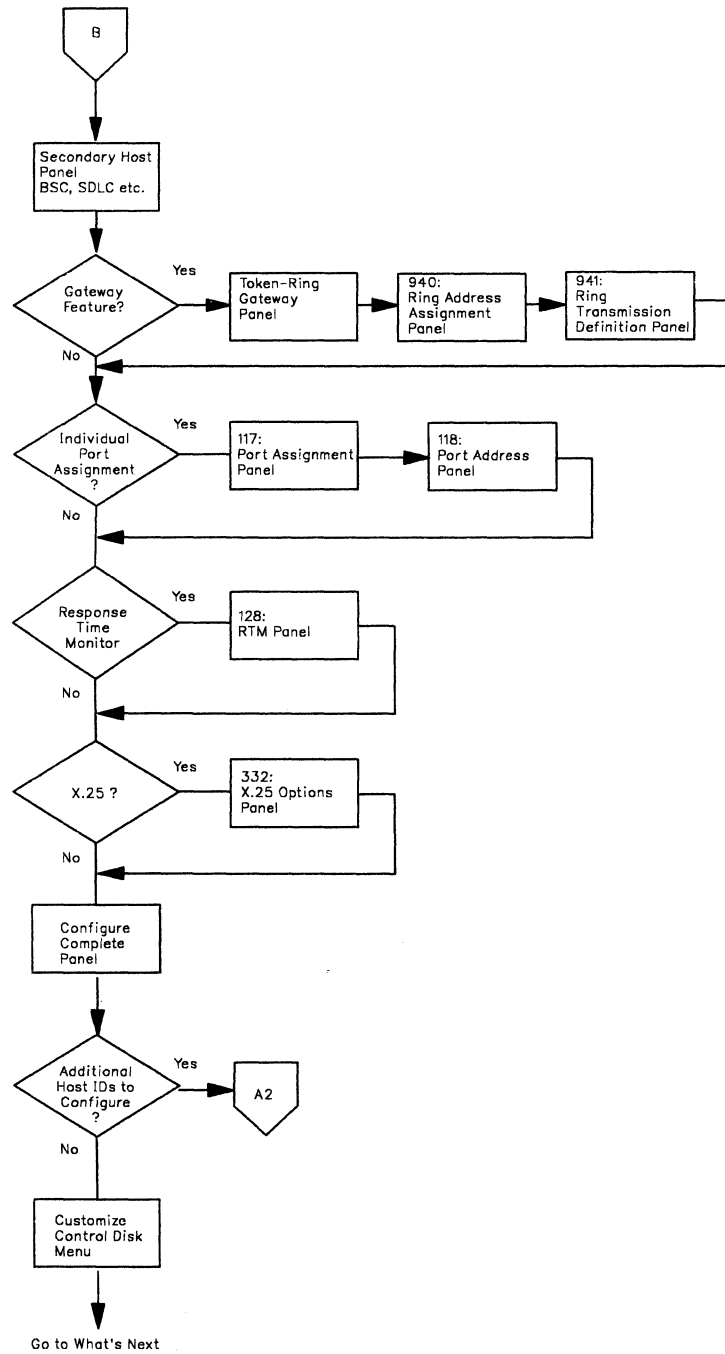 B
Secondary Host
Panel
BSC, SDLC etc.
Gateway
Feature?
Yes
Token-Ring
Gateway
Panel
940:
Ring Address
Assignment
Panel
941:
Ring
Transmission
Definition Panel
No
Individual
Port
Assignment
?
Yes
117:
Port Assignment
Panel
118:
Port Address
Panel
No
Response
Time
Monitor
Yes
128:
RTM Panel
No
X.25 ?
Yes
332:
X.25 Options
Panel
No
Configure
Complete
Panel
Additional
Host IDs to
Configure
?
Yes
A2
No
Customize
Control Disk
Menu
Go to What's Next